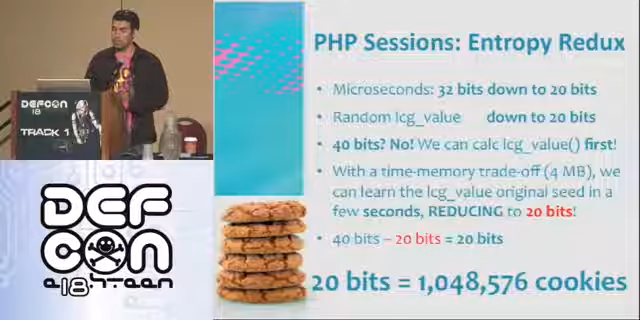 DEFCON
18
TRACK 1
DEF
CON
e18hteen
PHP Sessions: Entropy Redux
• Microseconds: 32 bits down to 20 bits
• Random lcg_value down to 20 bits
• 40 bits? No! We can calc lcg_value() first!
• With a time-memory trade-off (4 MB), we
can learn the lcg_value original seed in a
few seconds, REDUCING to 20 bits!
• 40 bits – 20 bits = 20 bits
20 bits = 1,048,576 cookies